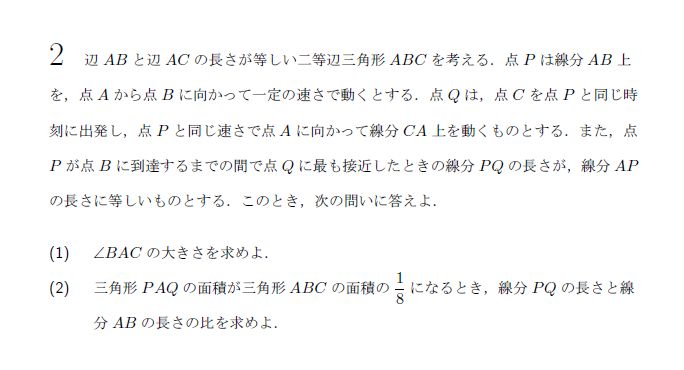 2 辺 AB と辺 AC の長さが等しい二等辺三角形 ABC を考える．点 P は線分 AB 上
を，点 A から点 B に向かって一定の速さで動くとする．点 Q は，点 C を点 P と同じ時
刻に出発し，点 P と同じ速さで点 A に向かって線分 CA 上を動くものとする．また，点
P が点 B に到達するまでの間で点 Q に最も接近したときの線分 PQ の長さが，線分 AP
の長さに等しいものとする．このとき，次の問いに答えよ．
(1) ∠BAC の大きさを求めよ．
(2) 三角形 PAQ の面積が三角形 ABC の面積の 1/8 になるとき，線分 PQ の長さと線
分 AB の長さの比を求めよ．